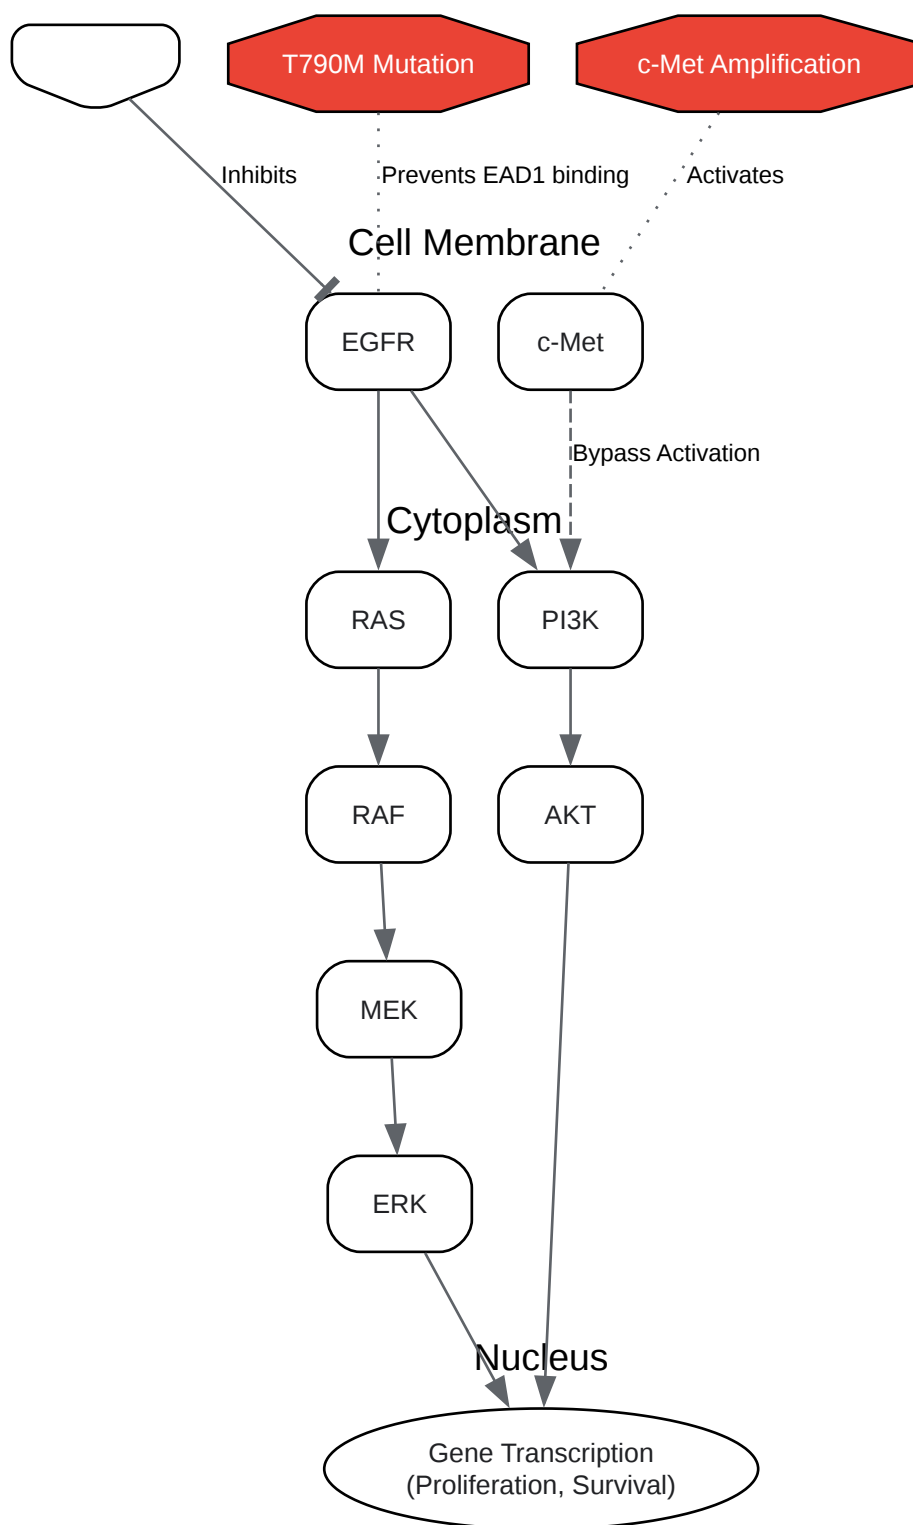 T790M Mutation
c-Met Amplification
Inhibits
Prevents EAD1 binding
Activates
Cell Membrane
EGFR
c-Met
Bypass Activation
Cytoplasm
RAS
PI3K
RAF
AKT
MEK
ERK
Nucleus
Gene Transcription
(Proliferation, Survival)